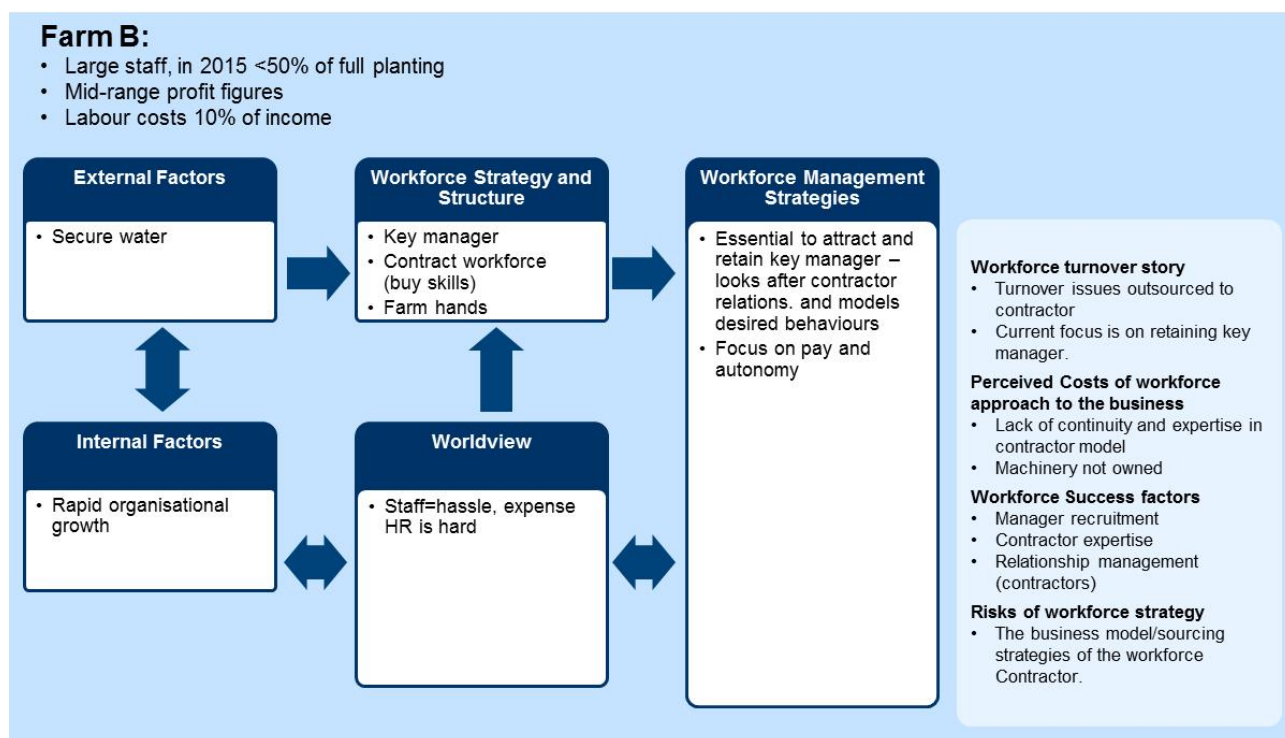 Farm B:
• Large staff, in 2015 <50% of full planting
• Mid-range profit figures
• Labour costs 10% of income
External Factors
• Secure water
Workforce Strategy and
Structure
• Key manager
• Contract workforce
(buy skills)
• Farm hands
Workforce Management
Strategies
• Essential to attract and
retain key manager –
looks after contractor
relations. and models
desired behaviours
• Focus on pay and
autonomy
Internal Factors
• Rapid organisational
growth
Worldview
• Staff=hassle, expense
HR is hard
Workforce turnover story
• Turnover issues outsourced to
contractor
• Current focus is on retaining key
manager.
Perceived Costs of workforce
approach to the business
• Lack of continuity and expertise in
contractor model
• Machinery not owned
Workforce Success factors
• Manager recruitment
• Contractor expertise
• Relationship management
(contractors)
Risks of workforce strategy
• The business model/sourcing
strategies of the workforce
Contractor.